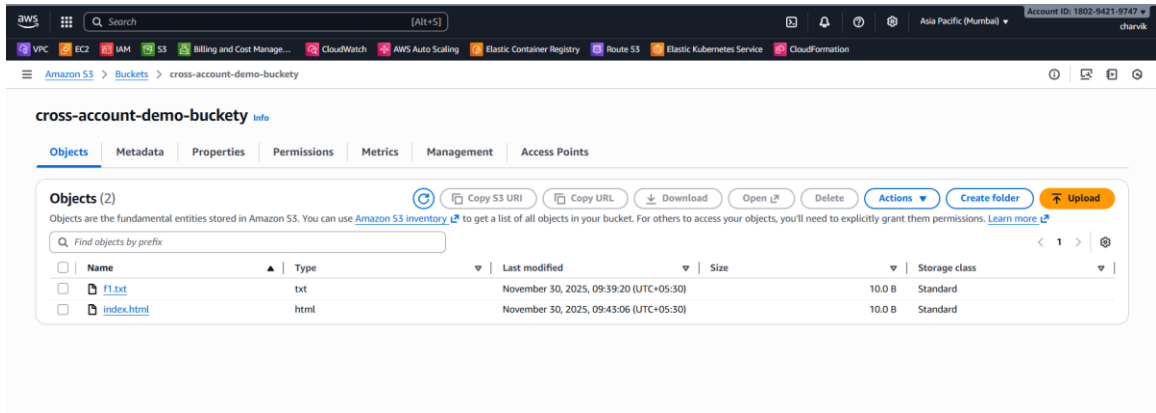 aws Search [Alt+S] Asia Pacific (Mumbai) Account ID: 1802-9421-9747
charvik
VPC EC2 IAM S3 Billing and Cost Manage... CloudWatch AWS Auto Scaling Elastic Container Registry Route 53 Elastic Kubernetes Service CloudFormation
Amazon S3 > Buckets > cross-account-demo-buckety
cross-account-demo-buckety Info
Objects Metadata Properties Permissions Metrics Management Access Points
Objects (2) Copy S3 URI Copy URL Download Open Delete Actions Create folder Upload
Objects are the fundamental entities stored in Amazon S3. You can use Amazon S3 inventory to get a list of all objects in your bucket. For others to access your objects, you'll need to explicitly grant them permissions. Learn more
Find objects by prefix < 1 >
Name Type Last modified Size Storage class
f1.txt txt November 30, 2025, 09:39:20 (UTC+05:30) 10.0 B Standard
index.html html November 30, 2025, 09:43:06 (UTC+05:30) 10.0 B Standard